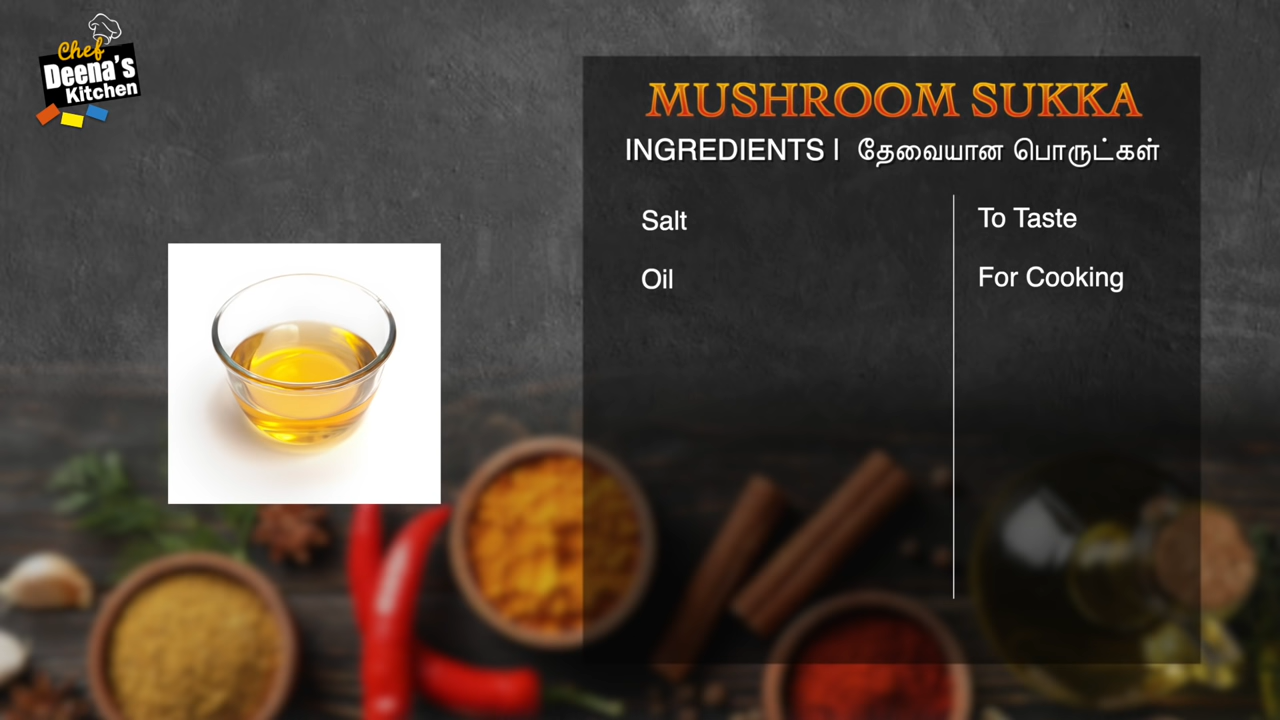 Chef
Deena's
Kitchen
MUSHROOM SUKKA
INGREDIENTS | தேவையான பொருட்கள்
Salt To Taste
Oil For Cooking